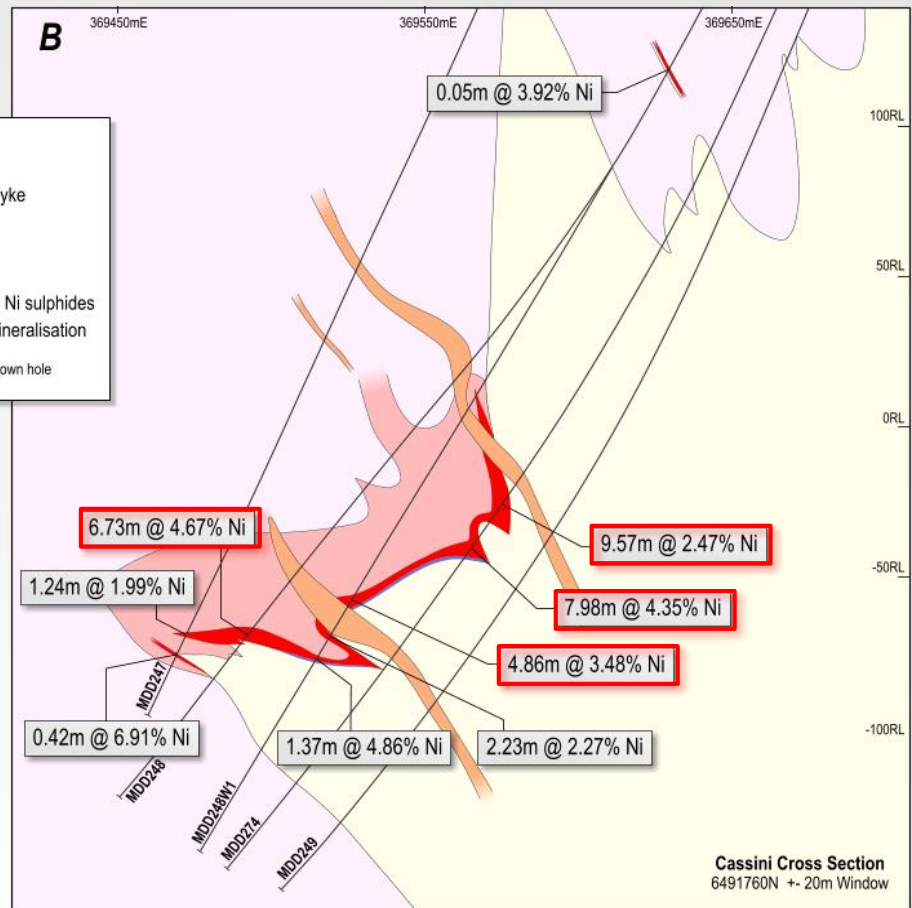 369450mE
369550mE
369650mE
B
0.05m @ 3.92% Ni
100RL
yke
50RL
Ni sulphides
ineralisation
own hole
0RL
6.73m @ 4.67% Ni
9.57m @ 2.47% Ni
-50RL
1.24m @ 1.99% Ni
7.98m @ 4.35% Ni
4.86m @ 3.48% Ni
MDD247
0.42m @ 6.91% Ni
1.37m @ 4.86% Ni
2.23m @ 2.27% Ni
-100RL
MDD248
MDD248W1
MDD274
MDD249
Cassini Cross Section
6491760N +- 20m Window